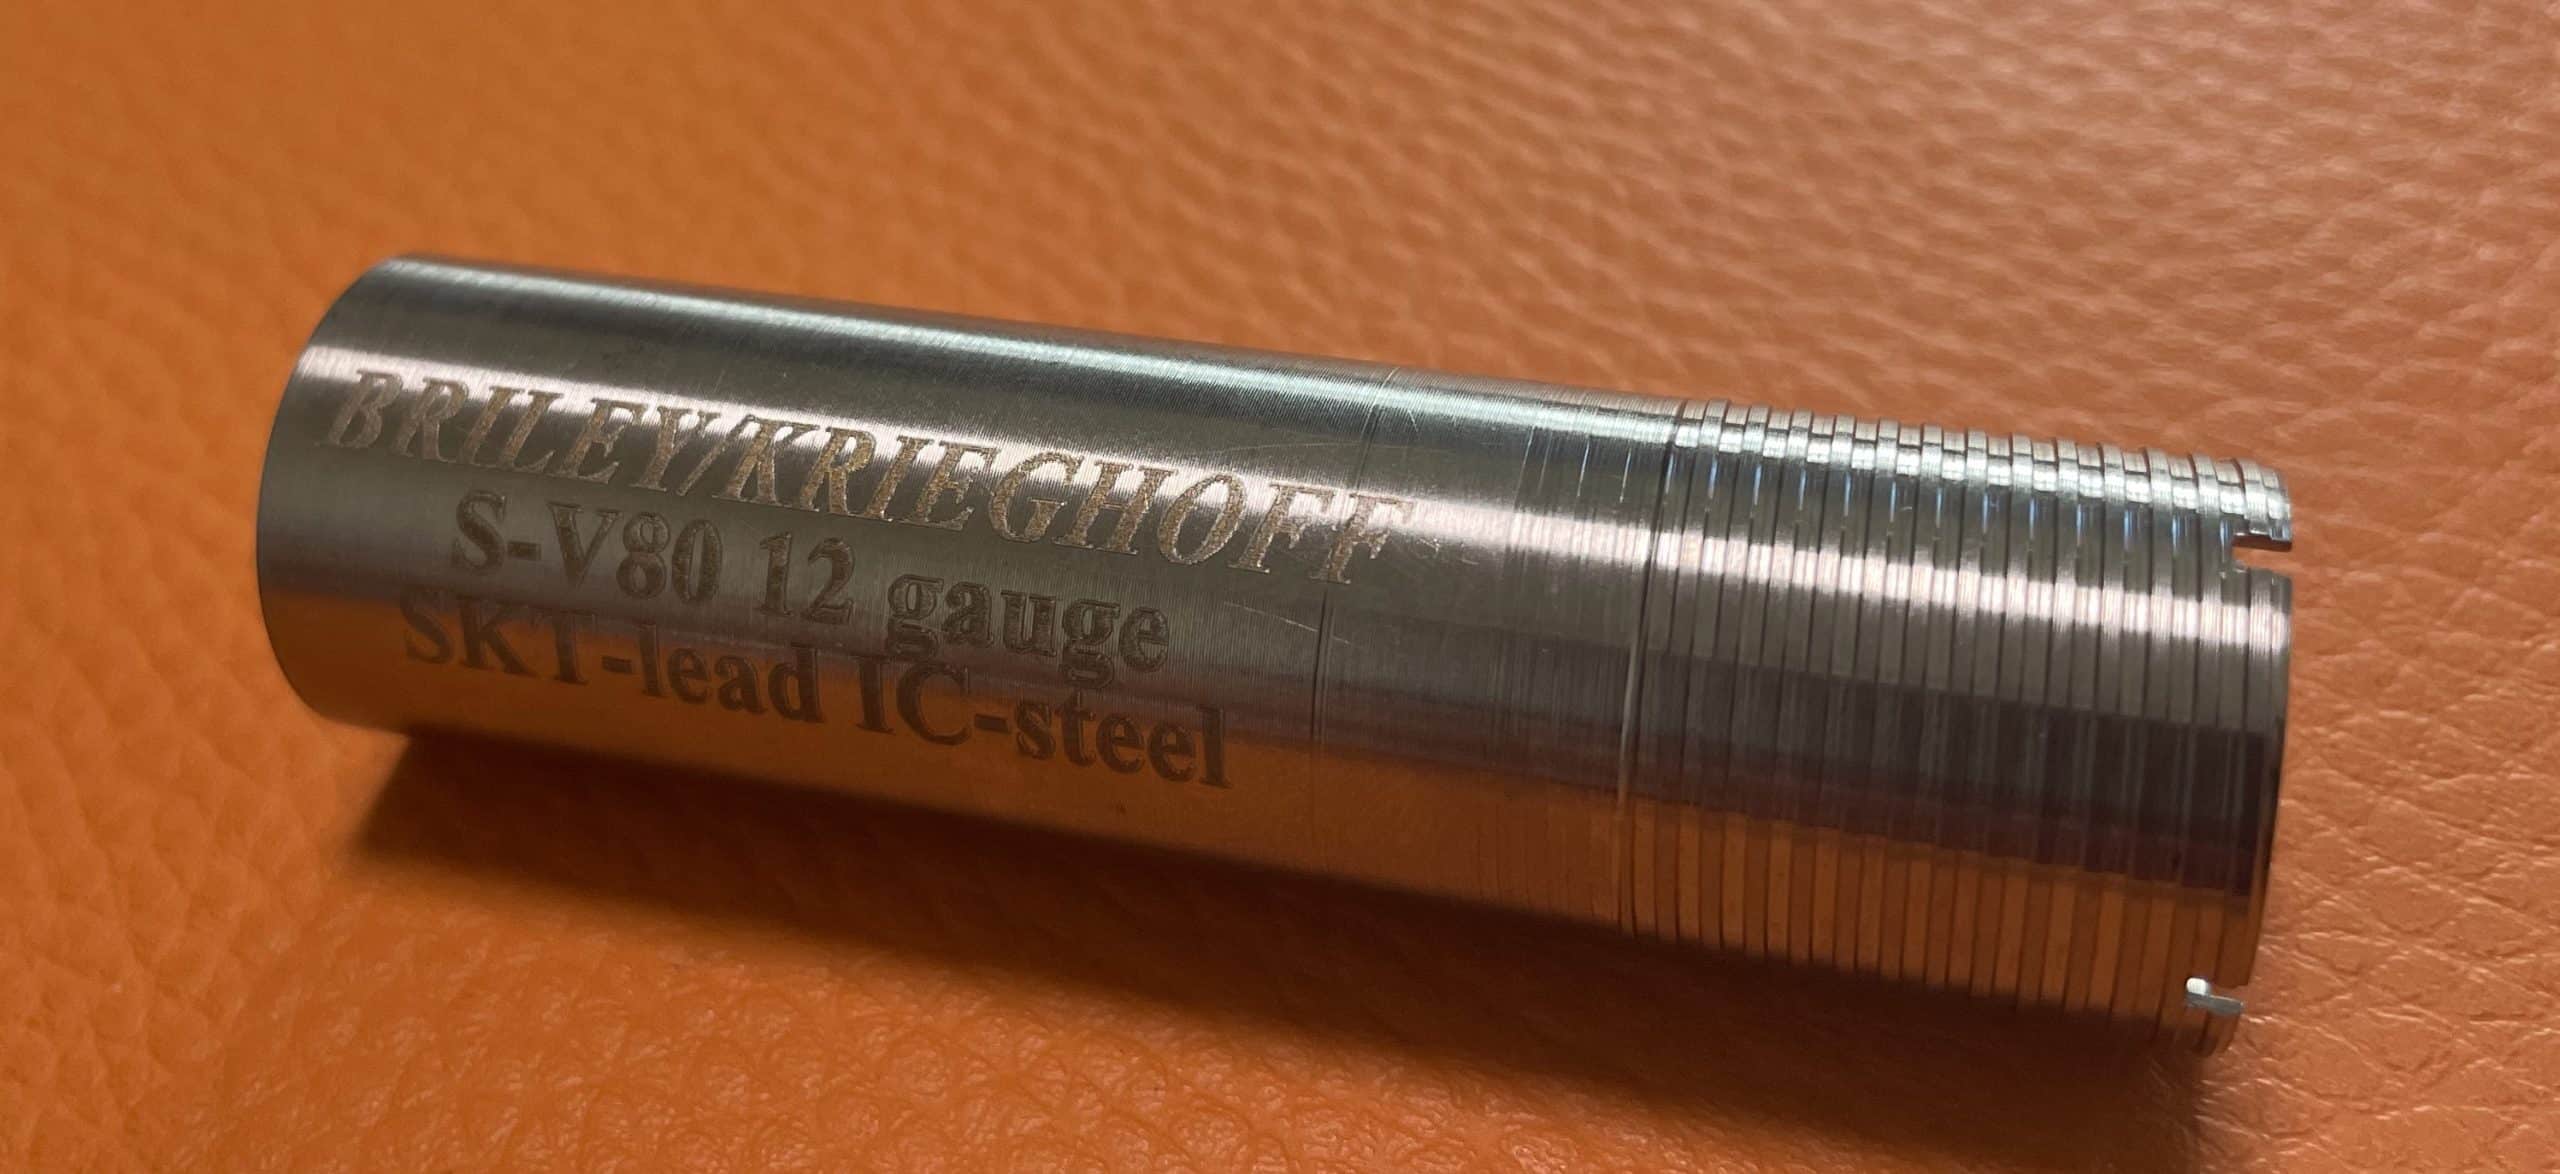 BRILEY/KRIEGHOFF
S-V80 12 gauge
SKT-lead IC-steel